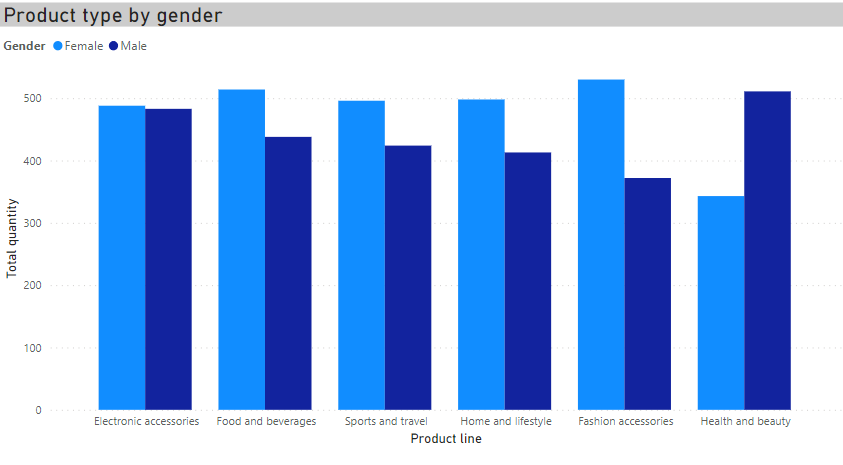 Product type by gender
Gender Female Male
500
400
300
200
100
0
Total quantity
Electronic accessories Food and beverages Sports and travel Home and lifestyle Fashion accessories Health and beauty
Product line